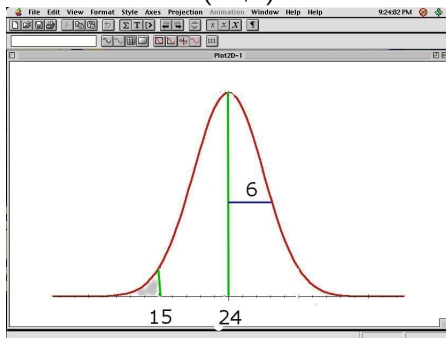 File Edit View Format Style Axes Projection Animation Window Help Help 9:24:02 PM
Plot2D-1
6
15 24